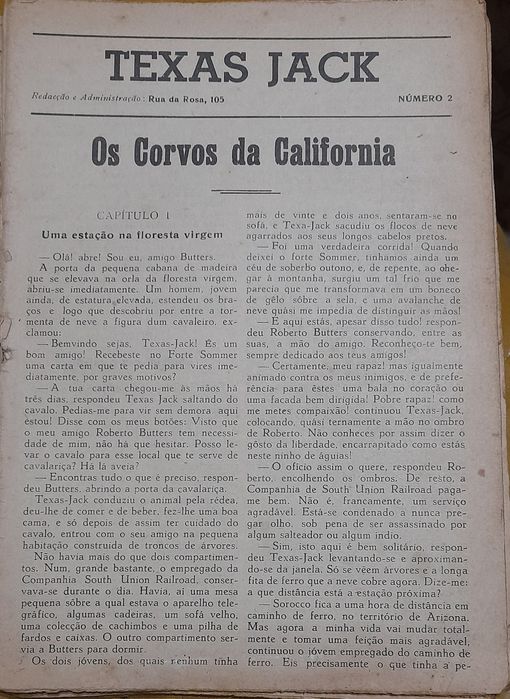 TEXAS JACK
Redacção e Administração: Rua da Rosa, 105
NÚMERO 2
Os Corvos da California
CAPÍTULO I
Uma estação na floresta virgem
— Olá! abre! Sou eu, amigo Butters.
A porta da pequena cabana de madeira
que se elevava na orla da floresta virgem,
abriu-se imediatamente. Um homem, jovem
ainda, de estatura elevada, estendeu os bra-
ços e logo que descobriu por entre a tor-
menta de neve a figura dum cavaleiro, ex-
clamou:
— Bemvindo sejas, Texas-Jack! És um
bom amigo! Recebeste no Forte Sommer
uma carta em que te pedia para vires ime-
diatamente, por graves motivos?
— A tua carta chegou-me às mãos há
três dias, respondeu Texas Jack saltando do
cavalo. Pedias-me para vir sem demora aqui
estou! Disse com os meus botões: Visto que
o meu amigo Roberto Butters tem necessi-
dade de mim, não há que hesitar. Posso le-
var o cavalo para esse local que te serve de
cavalariça? Há lá aveia?
— Encontras tudo o que é preciso, respon-
deu Butters, abrindo a porta da cavalariça.
Texas-Jack conduziu o animal pela rédea,
deu-lhe de comer e de beber, fez-lhe uma boa
cama, e só depois de assim ter cuidado do
cavalo, entrou com o seu amigo na pequena
habitação construída de troncos de árvores.
Não havia mais do que dois compartimen-
tos. Num, grande bastante, o empregado da
Companhia South Union Railroad, conser-
vava-se durante o dia. Havia, aí uma mesa
pequena sôbre a qual estava o aparelho tele-
gráfico, algumas cadeiras, um sofá velho,
uma colecção de cachimbos e uma pilha de
fardos e caixas. O outro compartimento ser-
via a Butters para dormir.
Os dois jóvens, dos quais nenhum tinha
mais de vinte e dois anos, sentaram-se no
sofá, e Texa-Jack sacudiu os flocos de neve
agarrados aos seus longos cabelos pretos.
— Foi uma verdadeira corrida! Quando
deixei o forte Sommer, tínhamos ainda um
céu de soberbo outono, e, de repente, ao che-
gar à montanha, surgiu um tal frio que me
parecia que me transformava em um boneco
de gêlo sôbre a sela, e uma avalanche de
neve quási me impedia de distinguir as mãos!
— E aqui estás, apesar disso tudo! respon-
deu Roberto Butters conservando, entre as
suas, a mão do amigo. Reconheço-te bem,
sempre dedicado aos teus amigos!
— Certamente, meu rapaz! mas igualmente
animado contra os meus inimigos, e de prefe-
rência para êstes uma bala no coração ou
uma facada bem dirigida! Pobre rapaz! como
me metes compaixão! continuou Texas-Jack,
colocando, quási ternamente a mão no ombro
de Roberto. Não conheces por assim dizer o
gôsto da liberdade, encarrapitado como estás
neste ninho de águias!
— O ofício assim o quere, respondeu Ro-
berto, encolhendo os ombros. De resto, a
Companhia de South Union Railroad paga-
me bem. Não é, francamente, um serviço
agradável. Está-se condenado a nunca pre-
gar olho, sob pena de ser assassinado por
algum salteador ou algum índio.
— Sim, isto aqui é bem solitário, respon-
deu Texas-Jack levantando-se e aproximan-
do-se da janela. Só se vêem árvores e a longa
fita de ferro que a neve cobre agora. Dize-me:
a que distância está a estação próxima?
— Sorocco fica a uma hora de distância em
caminho de ferro, no território de Arizona.
Mas agora a minha vida vai mudar total-
mente e tomar uma feição mais agradável,
continuou o jóvem empregado do caminho de
ferro. Eis precisamente o que tinha a pe-